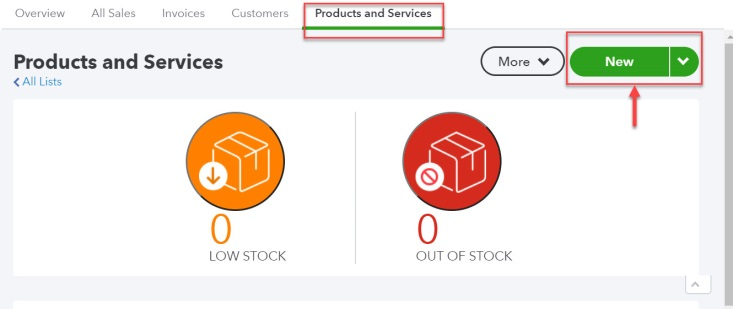 Overview All Sales Invoices Customers Products and Services
Products and Services More New
All Lists
0 0
LOW STOCK OUT OF STOCK